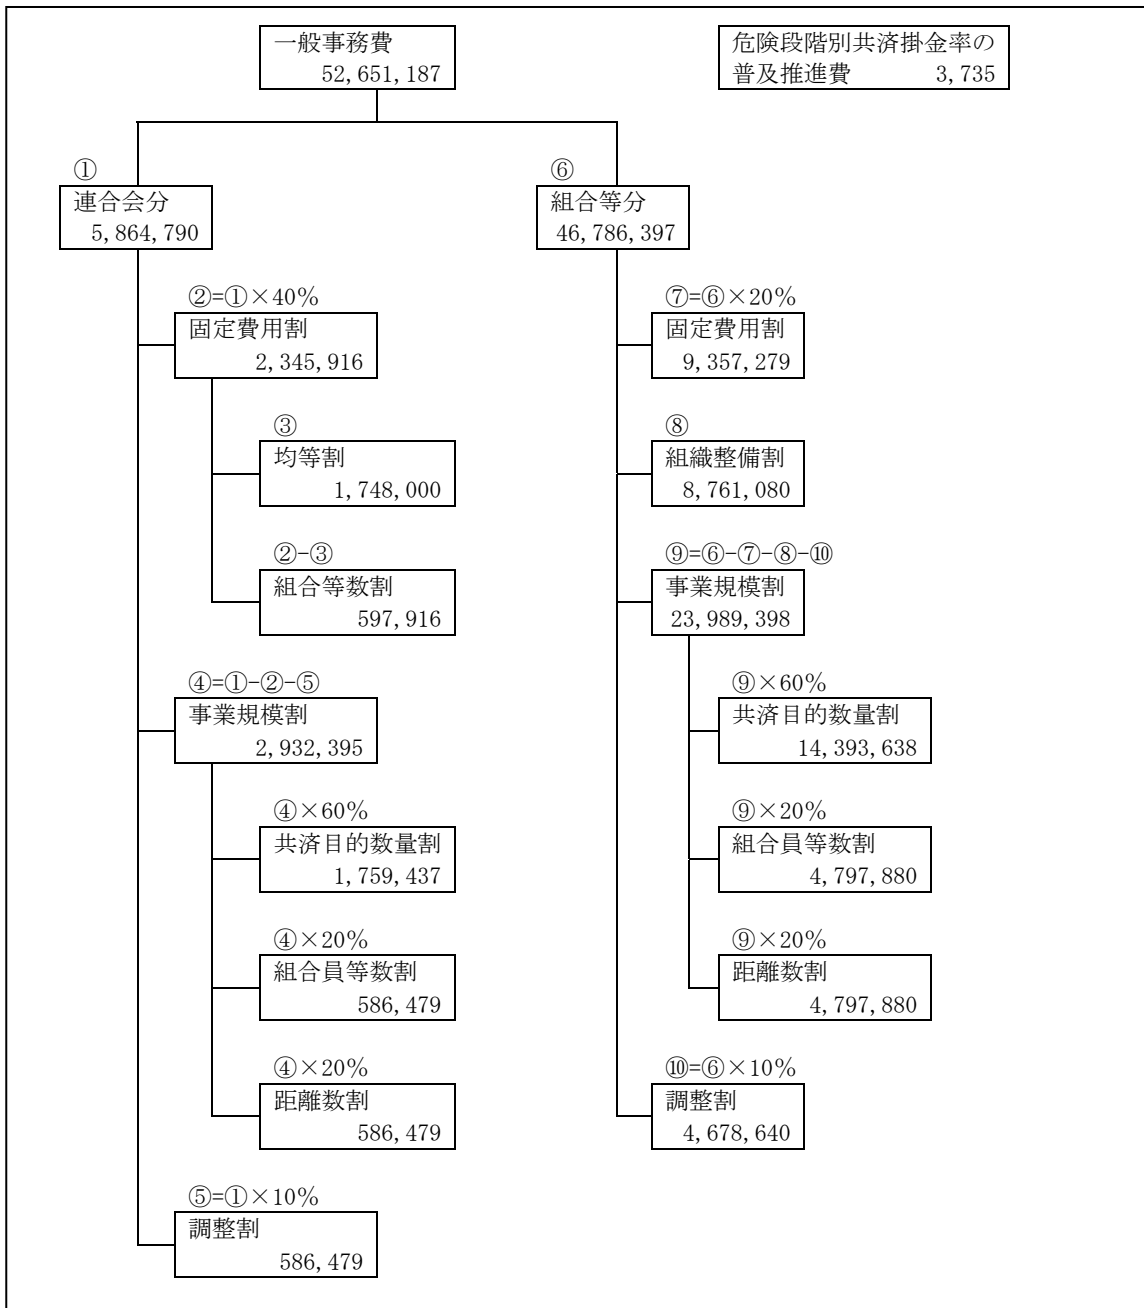 一般事務費
52,651,187
危険段階別共済掛金率の
普及推進費 3,735
①
連合会分
5,864,790
②=①×40%
固定費用割
2,345,916
③
均等割
1,748,000
②-③
組合等数割
597,916
④=①-②-⑤
事業規模割
2,932,395
④×60%
共済目的数量割
1,759,437
④×20%
組合員等数割
586,479
④×20%
距離数割
586,479
⑤=①×10%
調整割
586,479
⑥
組合等分
46,786,397
⑦=⑥×20%
固定費用割
9,357,279
⑧
組織整備割
8,761,080
⑨=⑥-⑦-⑧-⑩
事業規模割
23,989,398
⑨×60%
共済目的数量割
14,393,638
⑨×20%
組合員等数割
4,797,880
⑨×20%
距離数割
4,797,880
⑩=⑥×10%
調整割
4,678,640